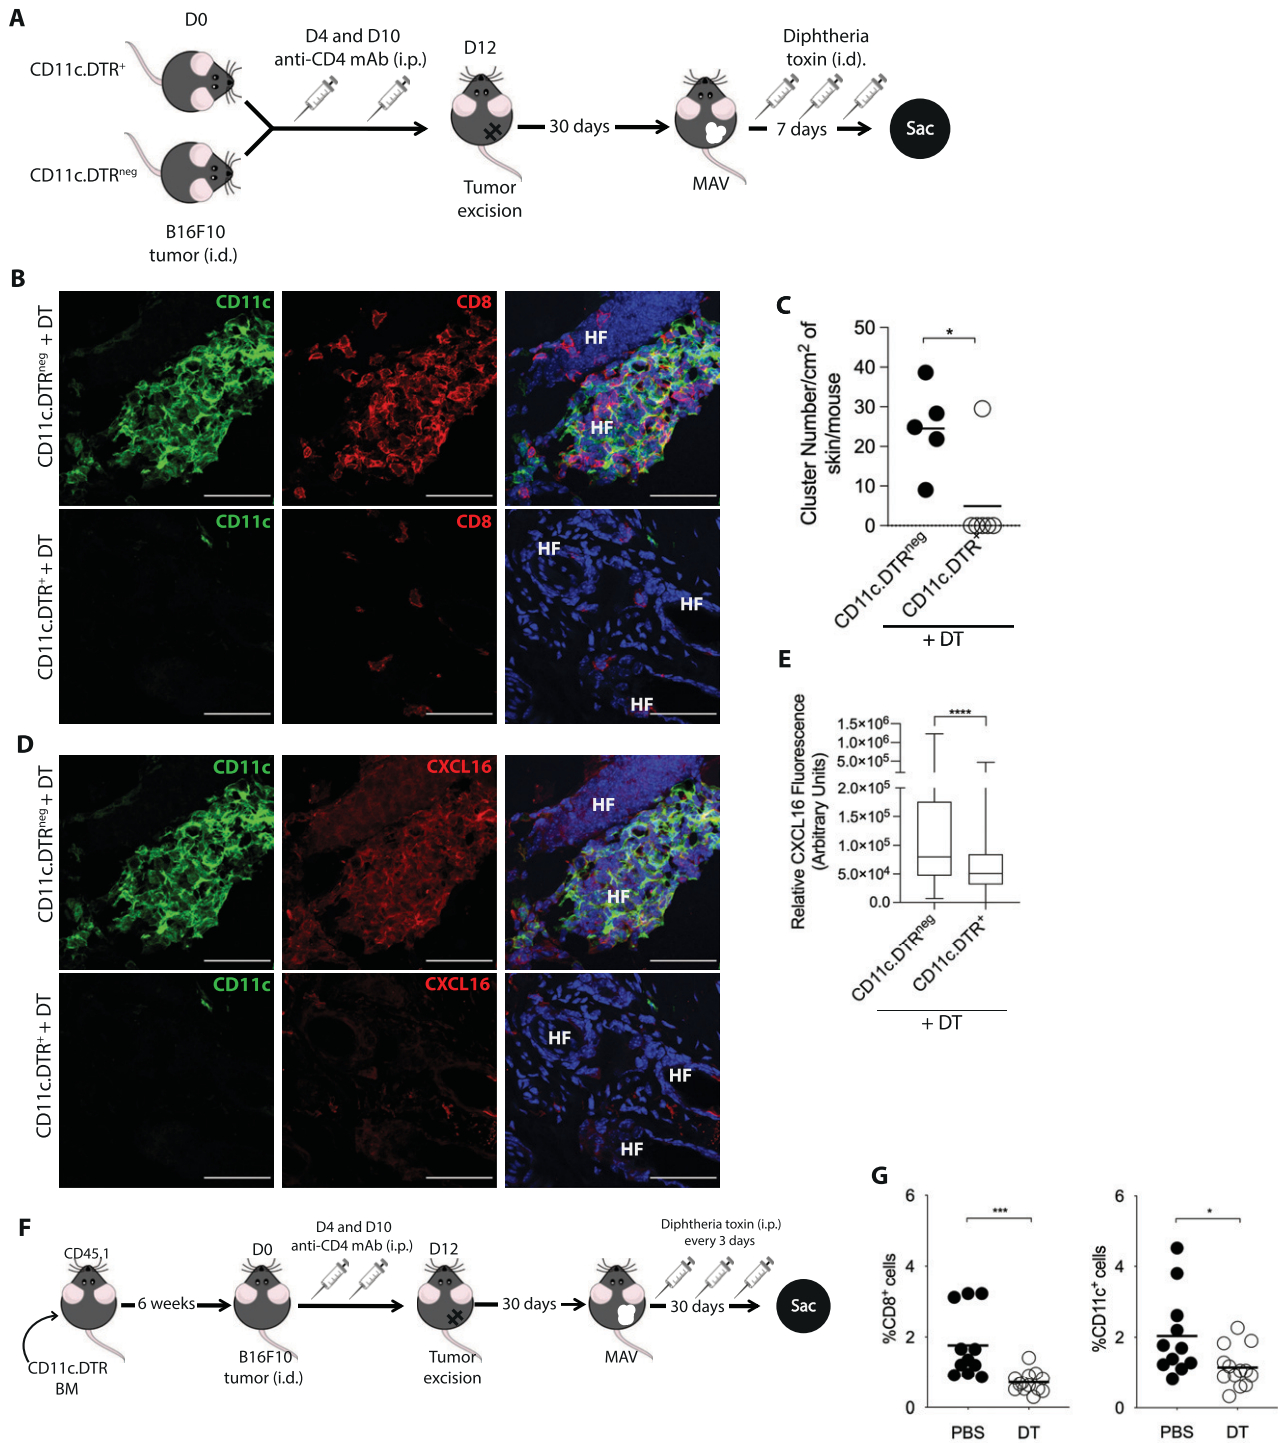 A
D0
CD11c.DTR+
CD11c.DTRneg
B16F10
tumor (i.d.)
D4 and D10
anti-CD4 mAb (i.p.)
D12
Tumor
excision
30 days
MAV
Diphtheria
toxin (i.d).
7 days
Sac
B
CD11c.DTRneg + DT
CD11c
CD8
HF
HF
CD11c.DTR+ + DT
CD11c
CD8
HF
HF
HF
C
Cluster Number/cm2 of
skin/mouse
50
40
30
20
10
0
*
CD11c.DTRneg
CD11c.DTR+
+ DT
D
CD11c.DTRneg + DT
CD11c
CXCL16
HF
HF
CD11c.DTR+ + DT
CD11c
CXCL16
HF
HF
HF
E
Relative CXCL16 Fluorescence
(Arbitrary Units)
1.5×106
1.0×106
5.0×105
2.0×105
1.5×105
1.0×105
5.0×104
0.0
****
CD11c.DTRneg
CD11c.DTR+
+ DT
F
CD45.1
CD11c.DTR
BM
6 weeks
D0
B16F10
tumor (i.d.)
D4 and D10
anti-CD4 mAb (i.p.)
D12
Tumor
excision
30 days
MAV
Diphtheria toxin (i.p.)
every 3 days
30 days
Sac
G
%CD8+ cells
6
4
2
0
***
PBS
DT
%CD11c+ cells
6
4
2
0
*
PBS
DT